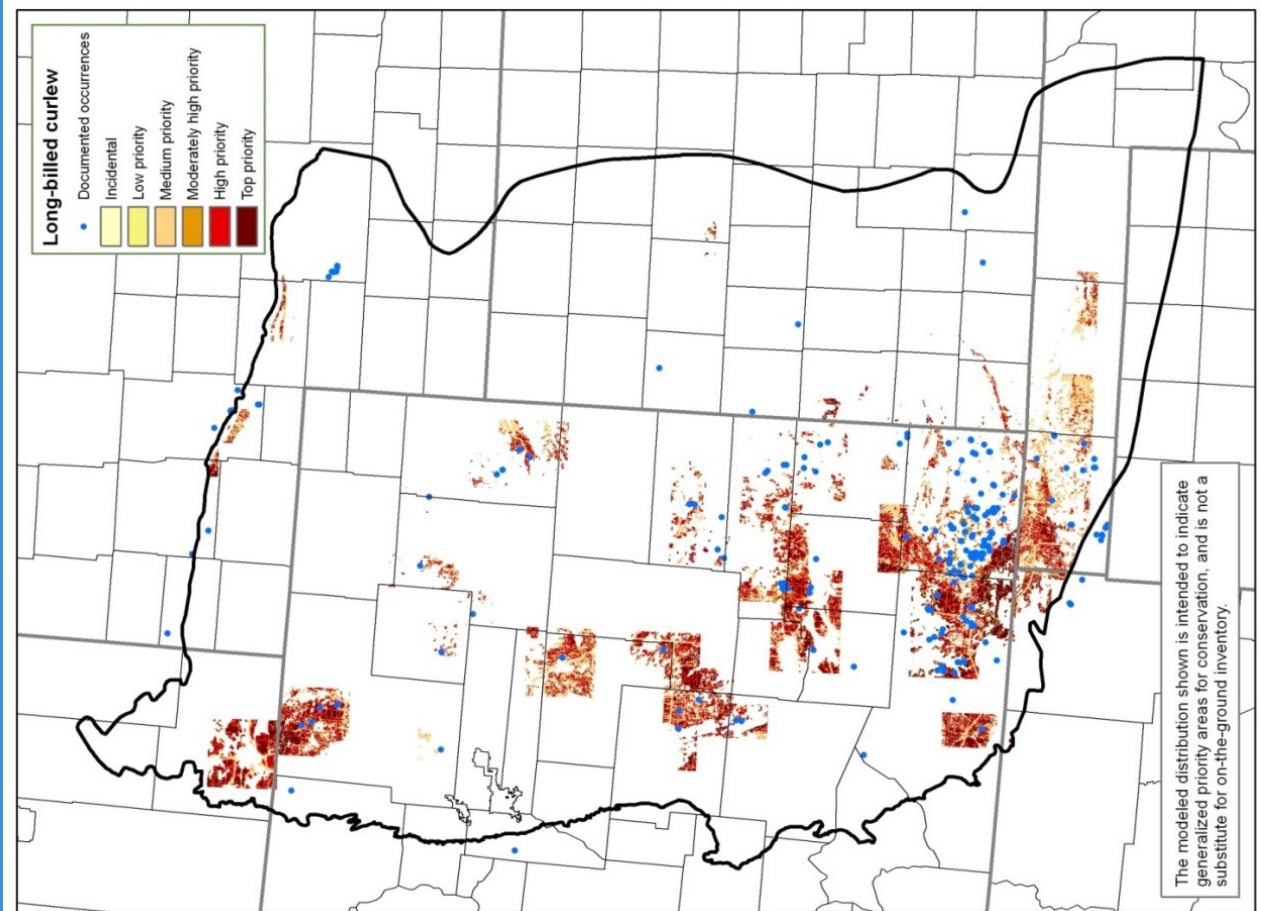 Long-billed curlew
Documented occurrences
Incidental
Low priority
Medium priority
Moderately high priority
High priority
Top priority
The modeled distribution shown is intended to indicate
generalized priority areas for conservation, and is not a
substitute for on-the-ground inventory.